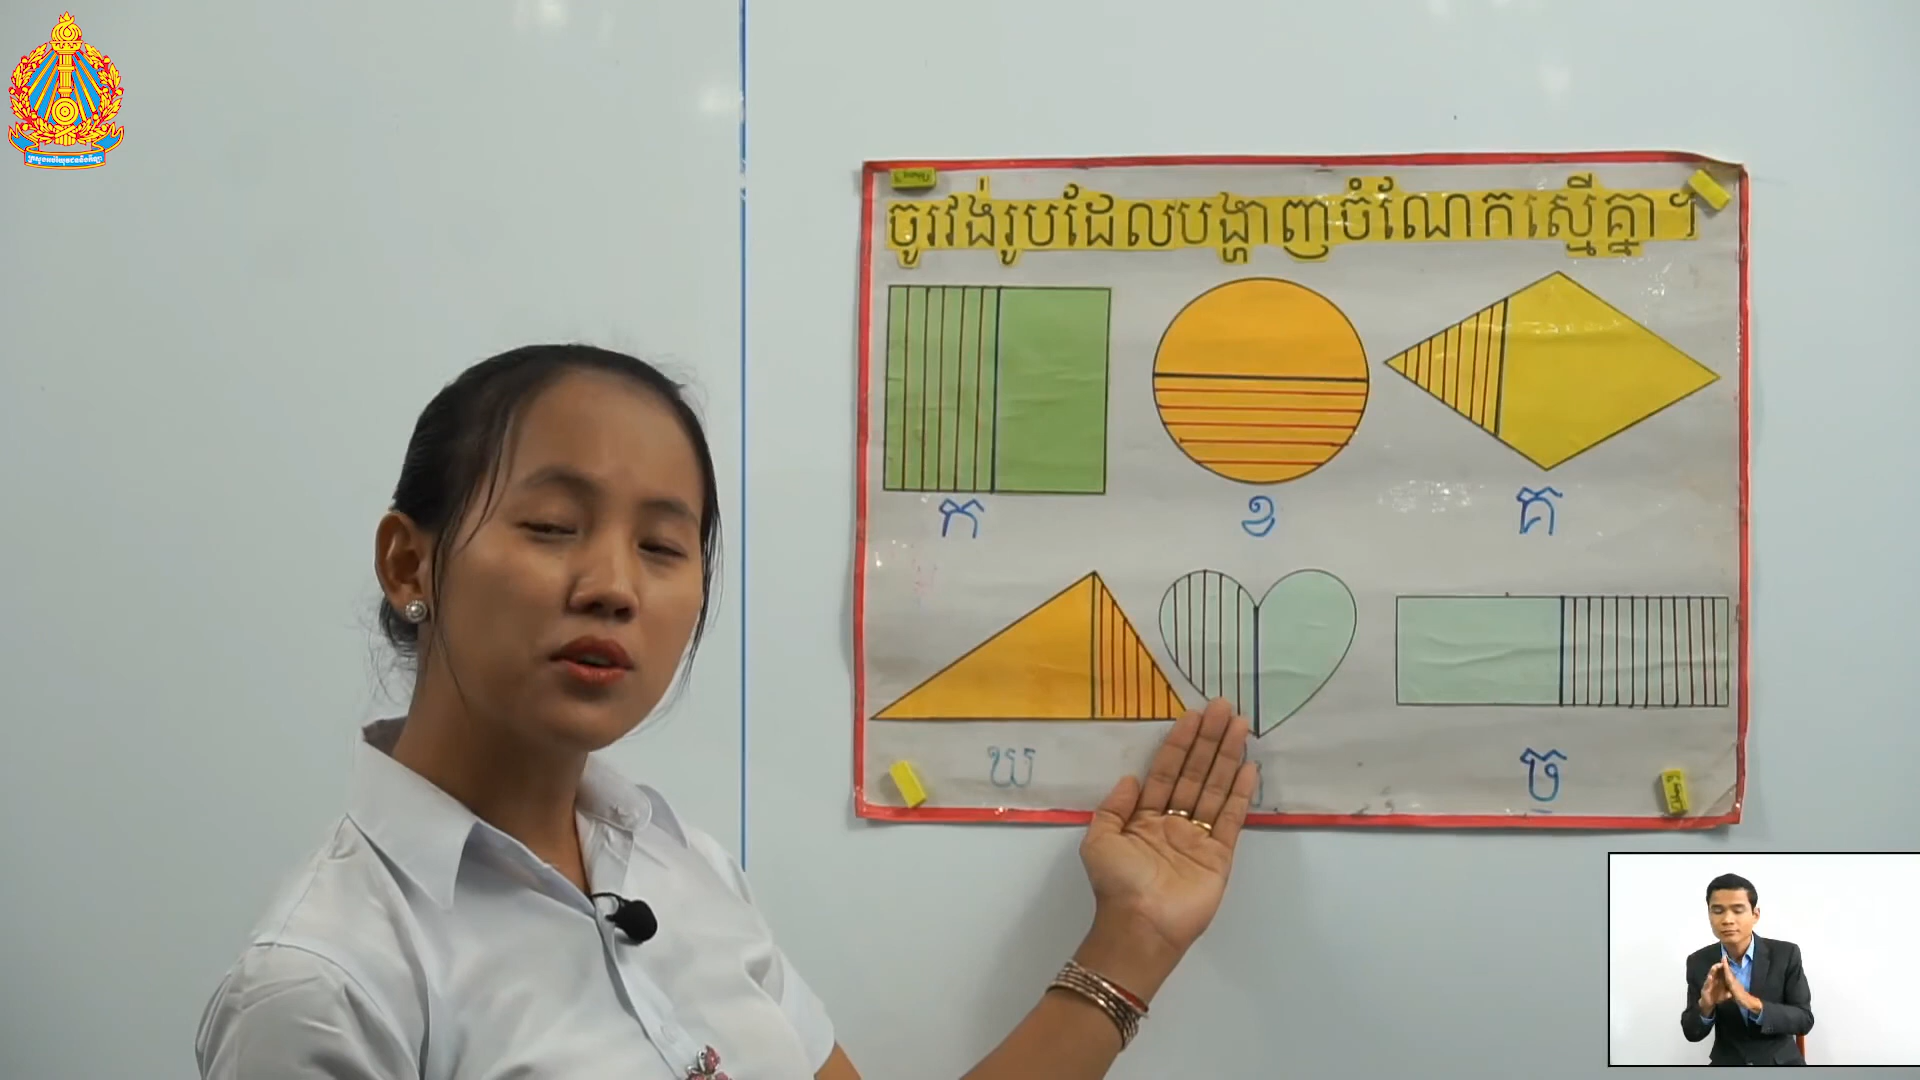 ចូរវង់រូបដែលបង្ហាញចំណែកស្មើគ្នា ។
ក
ខ
គ
ឃ
ច